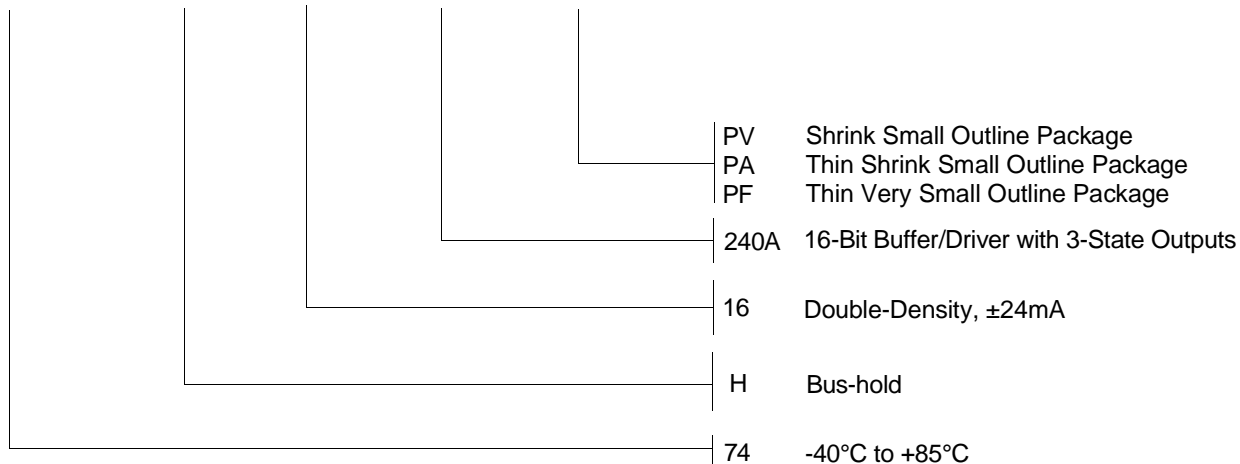 PV Shrink Small Outline Package
PA Thin Shrink Small Outline Package
PF Thin Very Small Outline Package
240A 16-Bit Buffer/Driver with 3-State Outputs
16 Double-Density, ±24mA
H Bus-hold
74 -40°C to +85°C